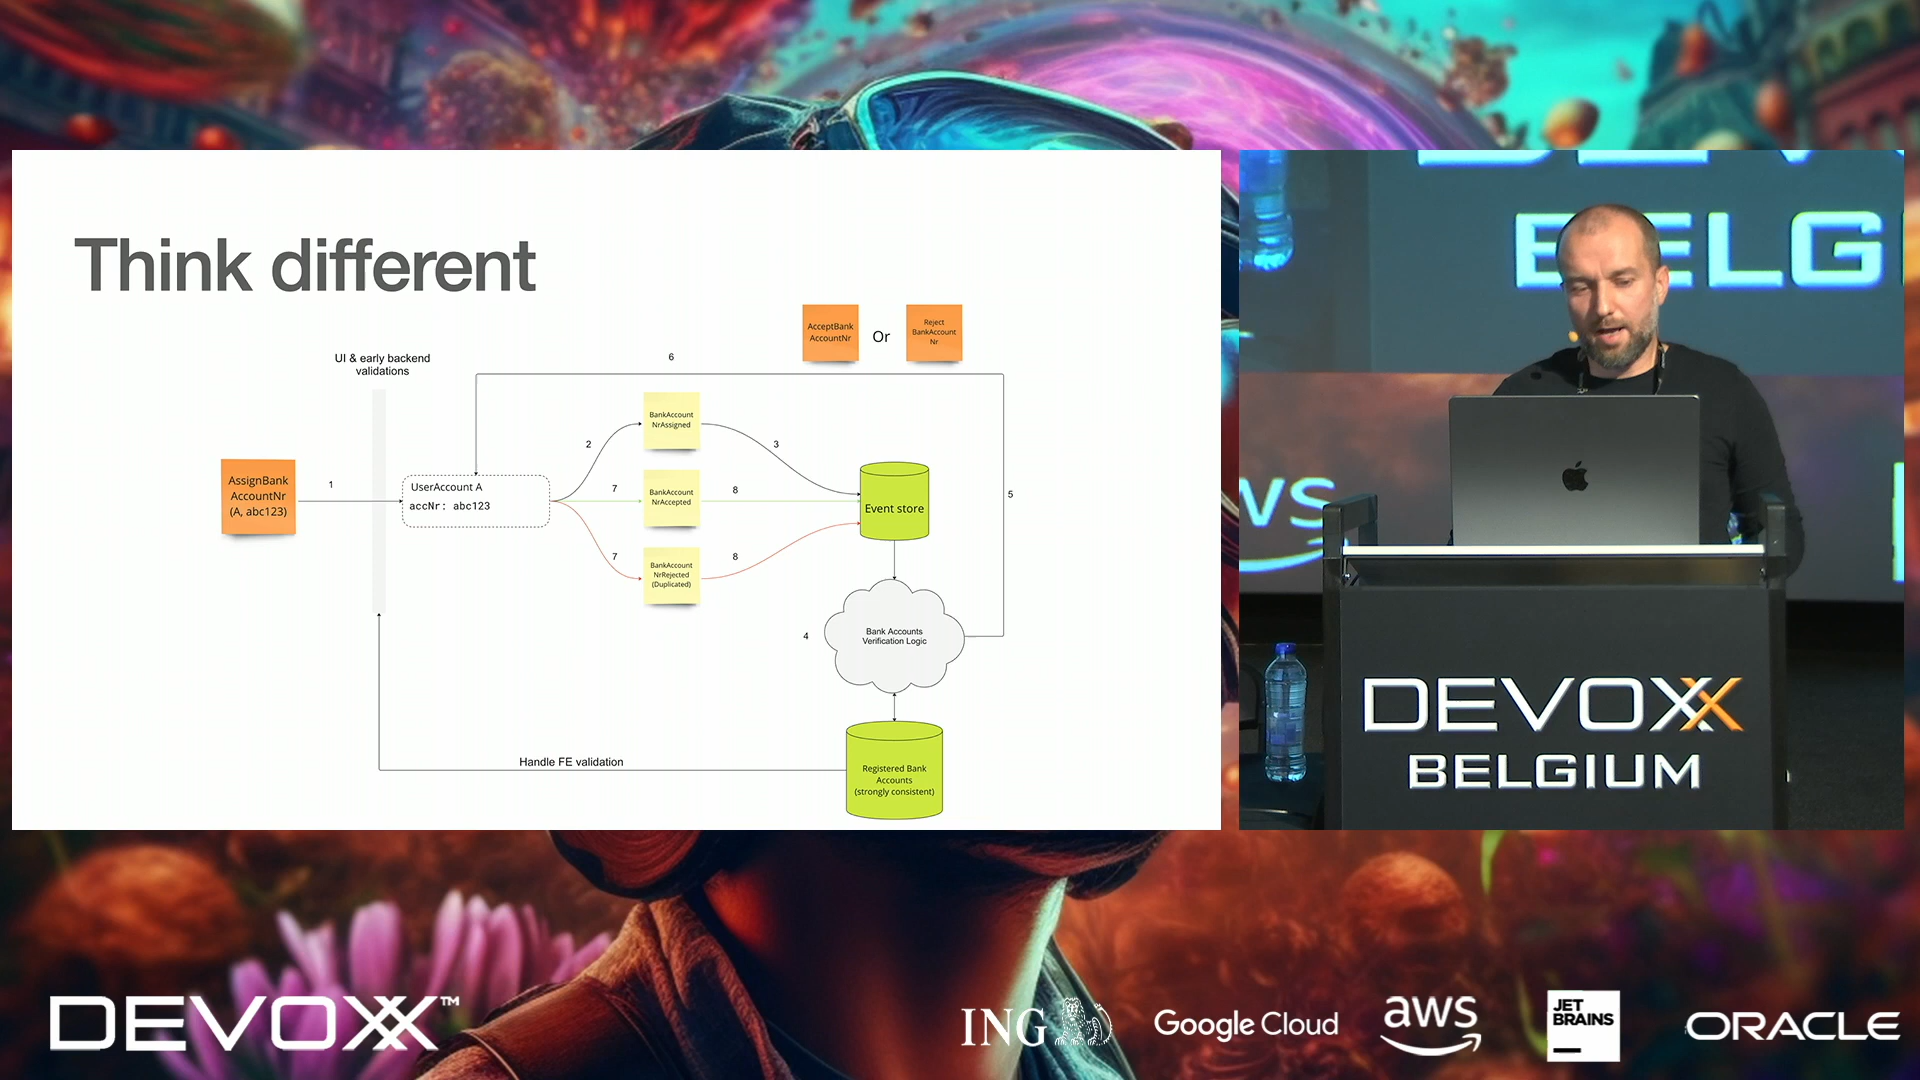 Think different
AcceptBank
AccountNr
Or
Reject
BankAccount
Nr
UI & early backend
validations
6
BankAccount
NrAssigned
2
3
AssignBank
AccountNr
(A, abc123)
1
UserAccount A
accNr: abc123
7
BankAccount
NrAccepted
8
Event store
5
7
BankAccount
NrRejected
(Duplicated)
8
4
Bank Accounts
Verification Logic
Handle FE validation
Registered Bank
Accounts
(strongly consistent)
BELG
ws
DEVOXX
BELGIUM
DEVOXX™
ING
Google Cloud
aws
JET
BRAINS
ORACLE